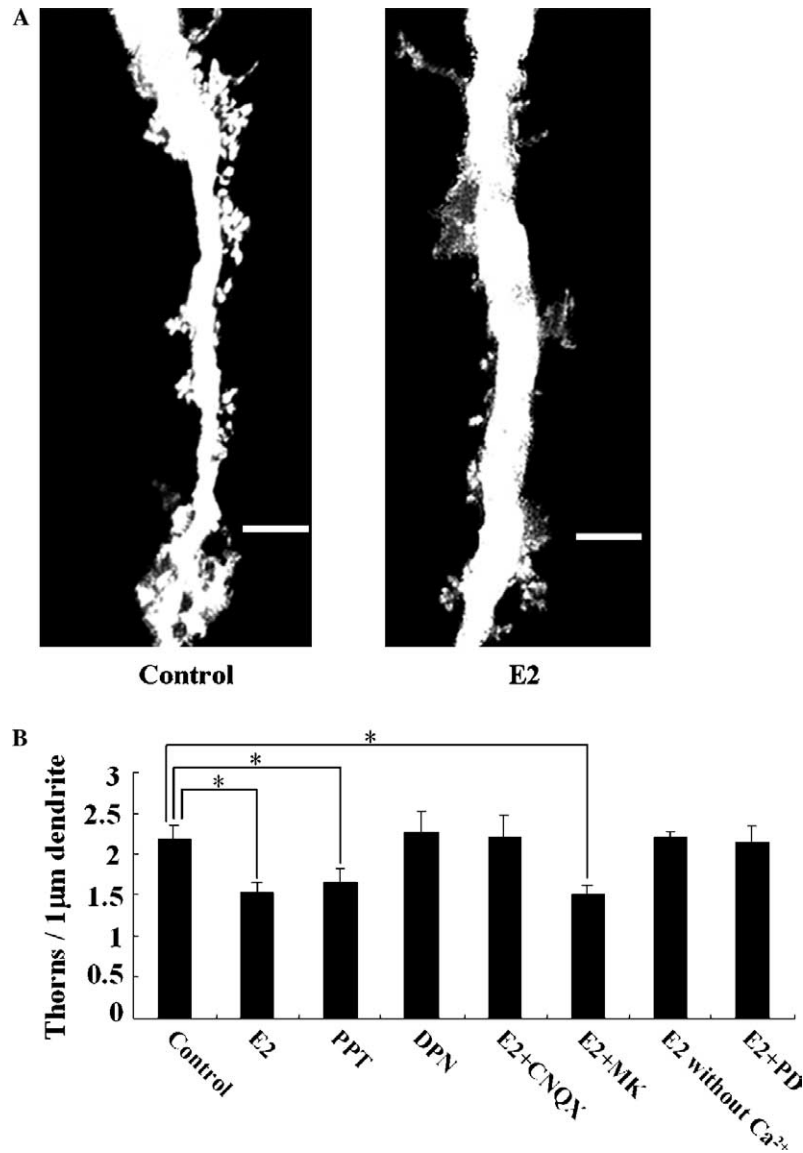 A
Control
E2
B
Thorns / 1μm dendrite
3
2.5
2
1.5
1
0.5
0
*
*
*
Control
E2
PPT
DPN
E2+CNQX
E2+MK
E2 without Ca²⁺
E2+PD